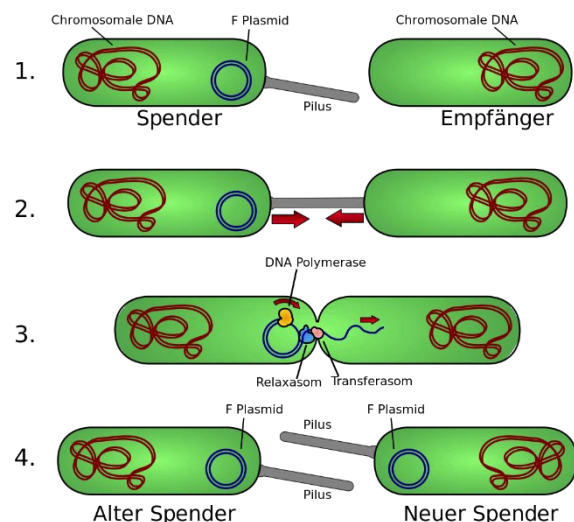 Chromosomale DNA
F Plasmid
Chromosomale DNA
1.
Pilus
Spender
Empfänger
2.
DNA Polymerase
3.
Relaxasom
Transferasom
F Plasmid
F Plasmid
4.
Pilus
Pilus
Alter Spender
Neuer Spender